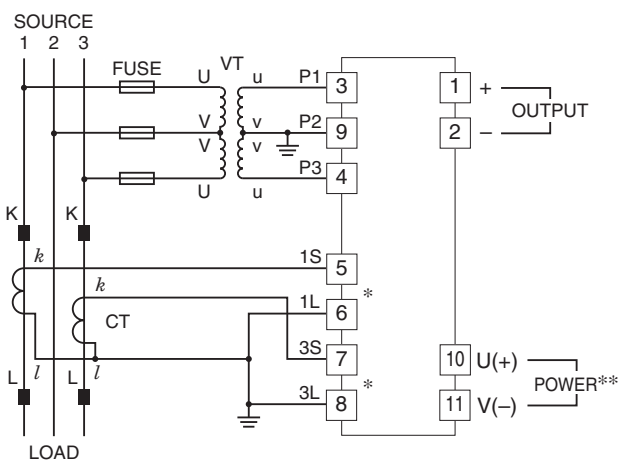 SOURCE
1 2 3
FUSE
VT
U u P1 3
1 +
OUTPUT
V v P2 9
2 –
V v
U u P3 4
K K
k
1S 5
k
1L 6 *
CT
3S 7
10 U(+)
POWER**
L l L l
3L 8 *
11 V(–)
LOAD